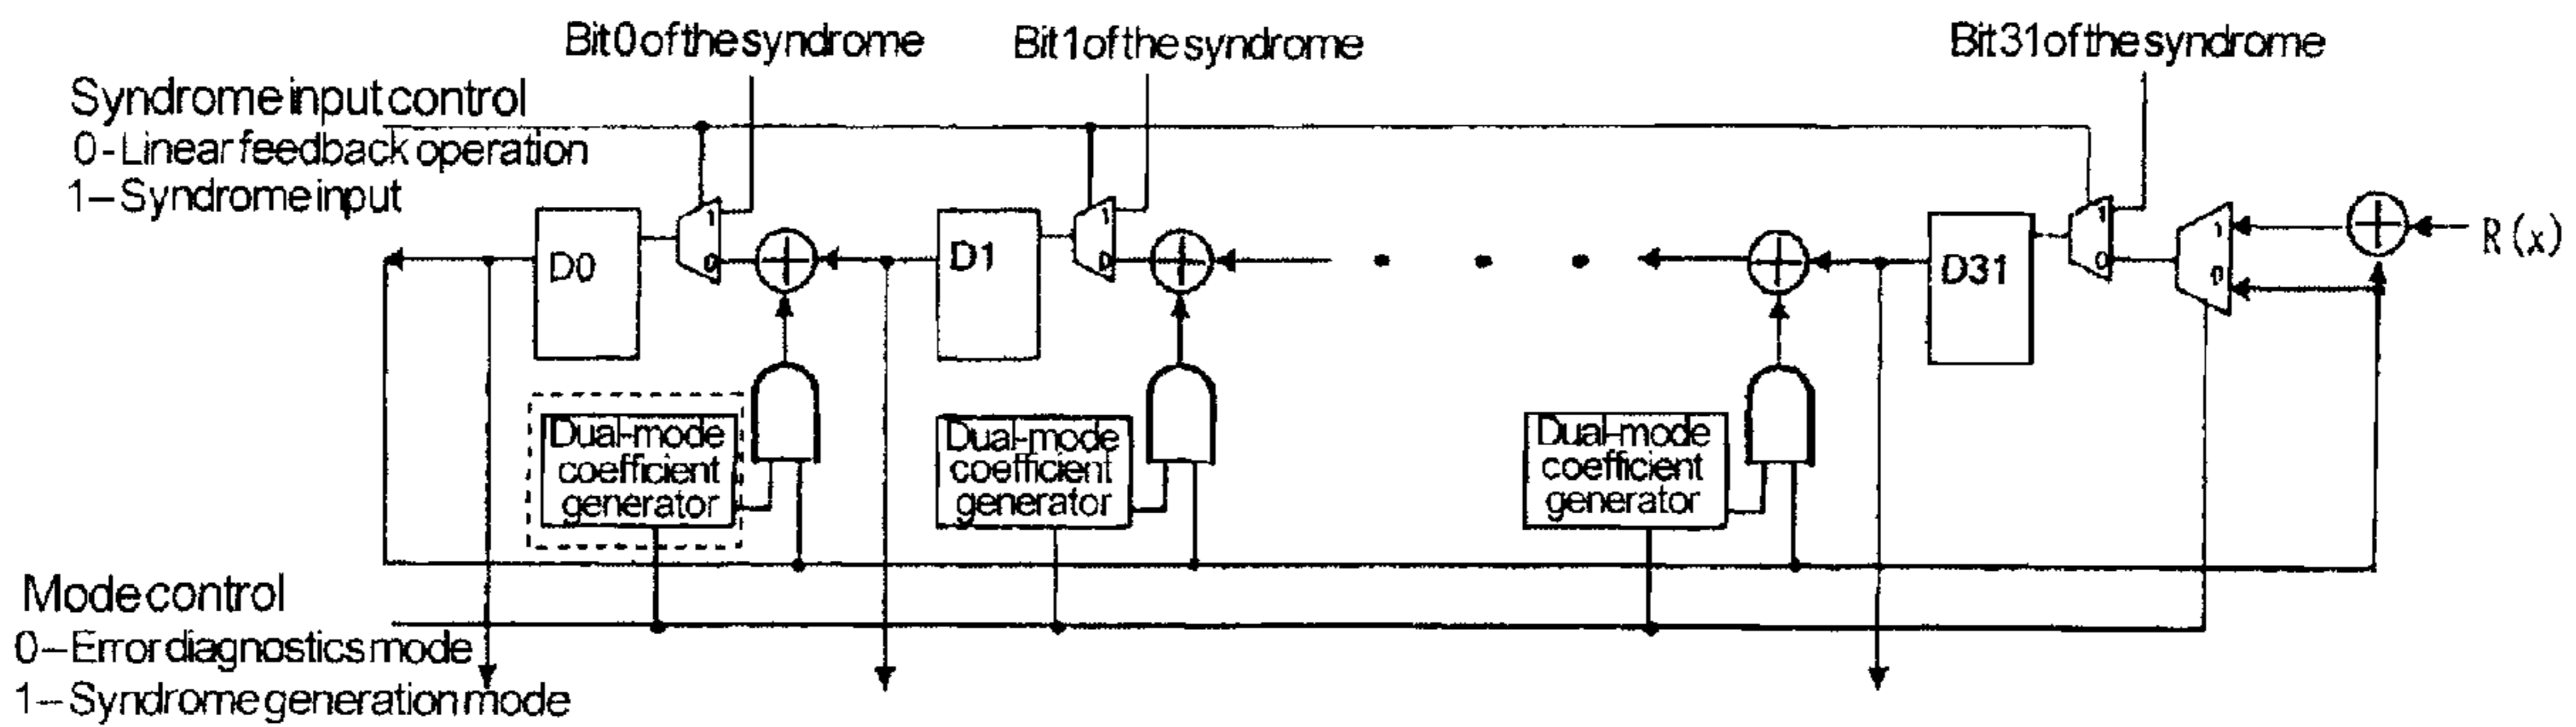 Bit 0 of the syndrome
Bit 1 of the syndrome
Bit 31 of the syndrome
Syndrome input control
0 - Linear feedback operation
1 – Syndrome input
1
0
D0
1
0
D1
1
0
D31
1
0
R(x)
Dual-mode
coefficient
generator
Dual-mode
coefficient
generator
Dual-mode
coefficient
generator
Mode control
0 – Error diagnostics mode
1 – Syndrome generation mode